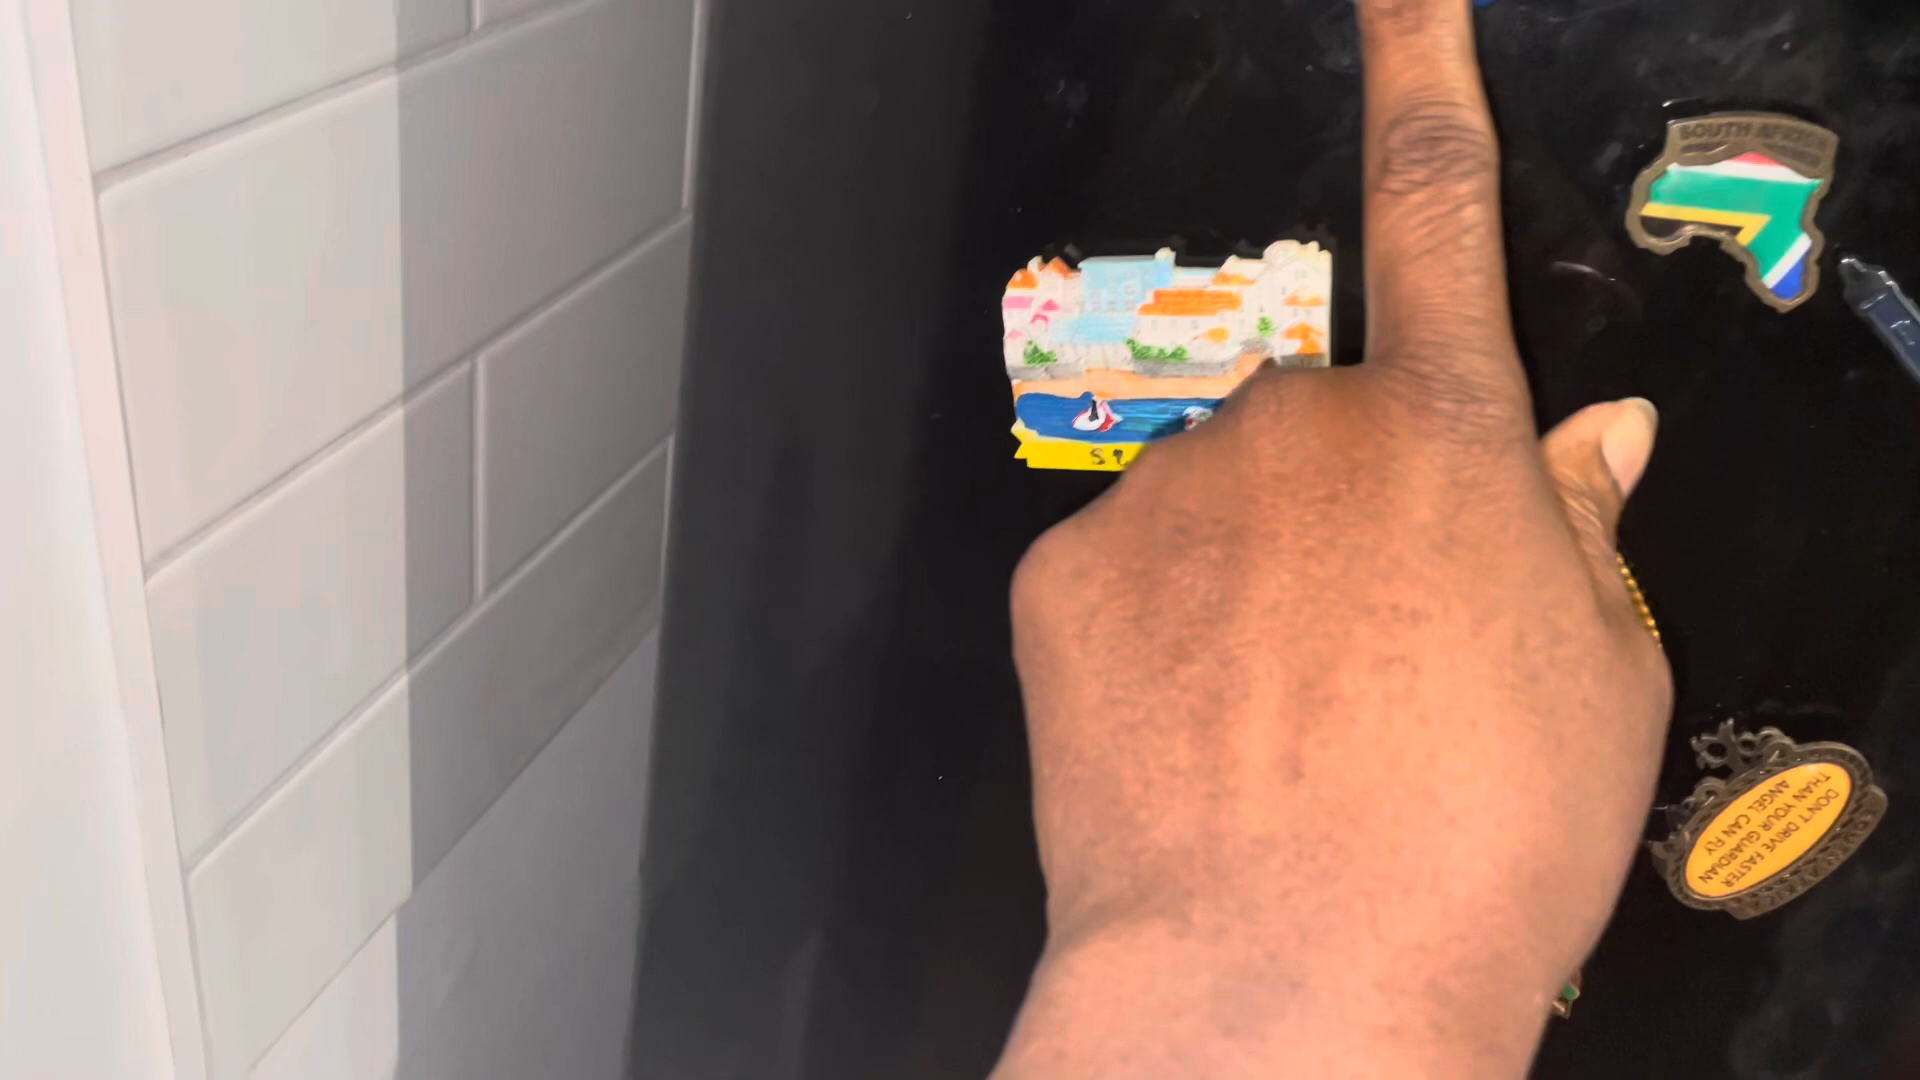 SOUTH AFRICA
DON'T DRIVE FASTER
THAN YOUR GUARDIAN
ANGEL CAN FLY